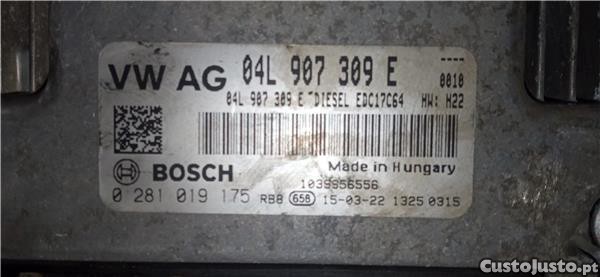 VW AG 04L 907 309 E ----
0010
04L 907 309 E DIESEL EDC17C64 HW: H22
BOSCH Made in Hungary
1039S56556
0 281 019 175 RB8 658 15-03-22 1325 0315
CustoJusto.pt